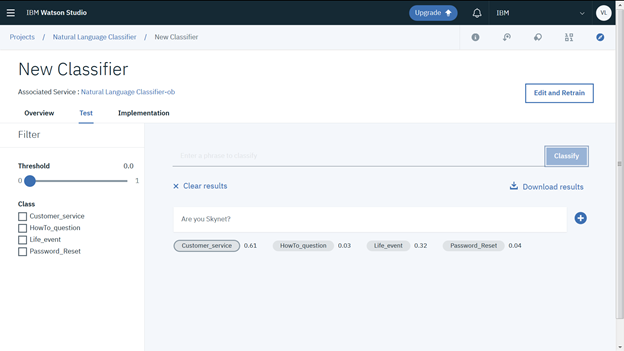 IBM Watson Studio
Upgrade
IBM
VL
Projects / Natural Language Classifier / New Classifier
New Classifier
Associated Service : Natural Language Classifier-ob
Edit and Retrain
Overview Test Implementation
Filter
Threshold 0.0
0 1
Class
Customer_service
HowTo_question
Life_event
Password_Reset
Enter a phrase to classify
Classify
× Clear results
Download results
Are you Skynet?
Customer_service 0.61 HowTo_question 0.03 Life_event 0.32 Password_Reset 0.04